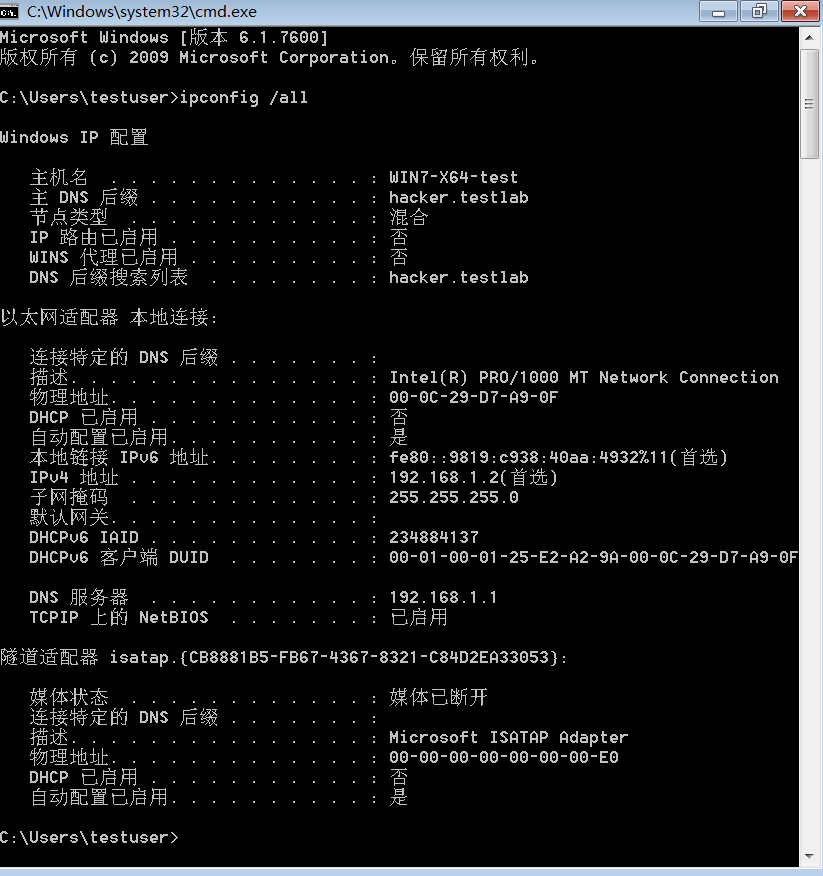 C:\Windows\system32\cmd.exe
Microsoft Windows [版本 6.1.7600]
版权所有 (c) 2009 Microsoft Corporation。保留所有权利。
C:\Users\testuser>ipconfig /all
Windows IP 配置
主机名 . . . . . . . . . . . . . : WIN7-X64-test
主 DNS 后缀 . . . . . . . . . . . : hacker.testlab
节点类型 . . . . . . . . . . . . : 混合
IP 路由已启用 . . . . . . . . . . : 否
WINS 代理已启用 . . . . . . . . . : 否
DNS 后缀搜索列表 . . . . . . . . : hacker.testlab
以太网适配器 本地连接:
连接特定的 DNS 后缀 . . . . . . . :
描述. . . . . . . . . . . . . . . : Intel(R) PRO/1000 MT Network Connection
物理地址. . . . . . . . . . . . . : 00-0C-29-D7-A9-0F
DHCP 已启用 . . . . . . . . . . . : 否
自动配置已启用. . . . . . . . . . : 是
本地链接 IPv6 地址. . . . . . . . : fe80::9819:c938:40aa:4932%11(首选)
IPv4 地址 . . . . . . . . . . . . : 192.168.1.2(首选)
子网掩码 . . . . . . . . . . . . : 255.255.255.0
默认网关. . . . . . . . . . . . . :
DHCPv6 IAID . . . . . . . . . . . : 234884137
DHCPv6 客户端 DUID . . . . . . . : 00-01-00-01-25-E2-A2-9A-00-0C-29-D7-A9-0F
DNS 服务器 . . . . . . . . . . . : 192.168.1.1
TCPIP 上的 NetBIOS . . . . . . . : 已启用
隧道适配器 isatap.{CB8881B5-FB67-4367-8321-C84D2EA33053}:
媒体状态 . . . . . . . . . . . . : 媒体已断开
连接特定的 DNS 后缀 . . . . . . . :
描述. . . . . . . . . . . . . . . : Microsoft ISATAP Adapter
物理地址. . . . . . . . . . . . . : 00-00-00-00-00-00-00-E0
DHCP 已启用 . . . . . . . . . . . : 否
自动配置已启用. . . . . . . . . . : 是
C:\Users\testuser>